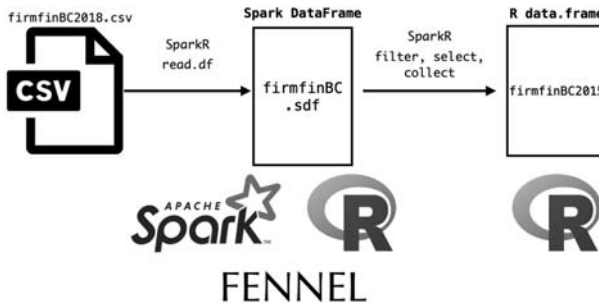 firmfinBC2018.csv
Spark DataFrame
R data.frame
SparkR
read.df
SparkR
filter, select,
collect
CSV
firmfinBC
.sdf
firmfinBC2015
APACHE
Spark
R
R
FENNEL